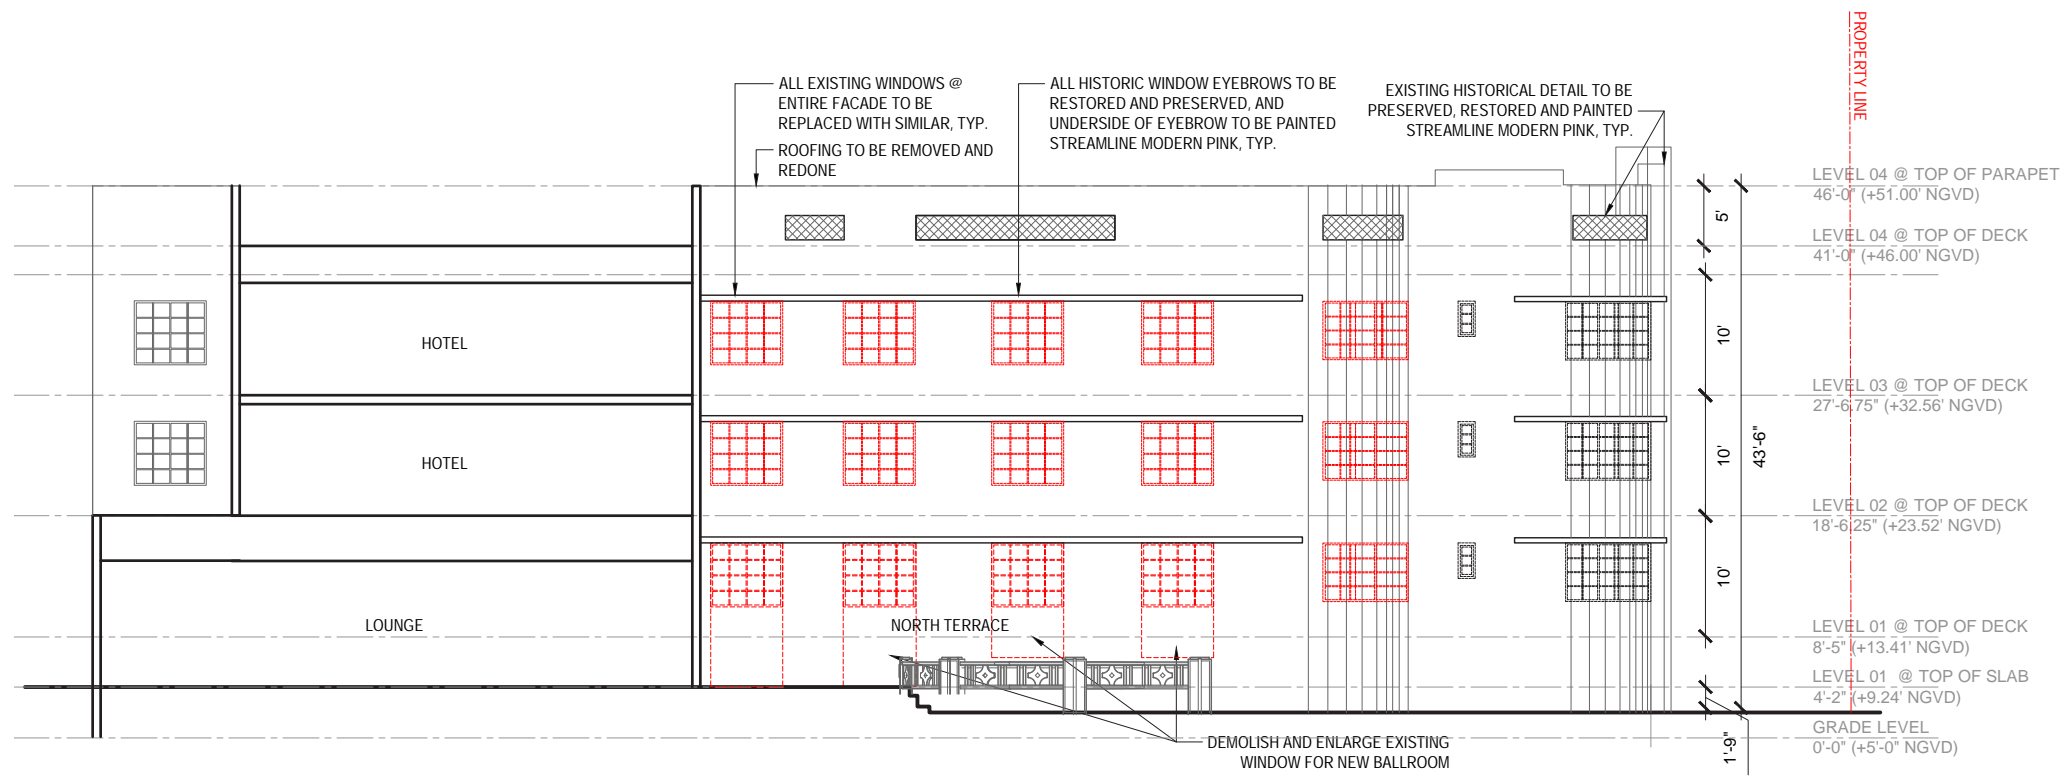 PROPERTY LINE
ALL EXISTING WINDOWS @
ENTIRE FACADE TO BE
REPLACED WITH SIMILAR, TYP.
ROOFING TO BE REMOVED AND
REDONE
ALL HISTORIC WINDOW EYEBROWS TO BE
RESTORED AND PRESERVED, AND
UNDERSIDE OF EYEBROW TO BE PAINTED
STREAMLINE MODERN PINK, TYP.
EXISTING HISTORICAL DETAIL TO BE
PRESERVED, RESTORED AND PAINTED
STREAMLINE MODERN PINK, TYP.
LEVEL 04 @ TOP OF PARAPET
46'-0" (+51.00' NGVD)
5'
LEVEL 04 @ TOP OF DECK
41'-0" (+46.00' NGVD)
HOTEL
10'
LEVEL 03 @ TOP OF DECK
27'-6.75" (+32.56' NGVD)
HOTEL
10'
43'-6"
LEVEL 02 @ TOP OF DECK
18'-6.25" (+23.52' NGVD)
10'
LOUNGE
NORTH TERRACE
LEVEL 01 @ TOP OF DECK
8'-5" (+13.41' NGVD)
LEVEL 01 @ TOP OF SLAB
4'-2" (+9.24' NGVD)
GRADE LEVEL
0'-0" (+5'-0" NGVD)
1'-9"
DEMOLISH AND ENLARGE EXISTING
WINDOW FOR NEW BALLROOM